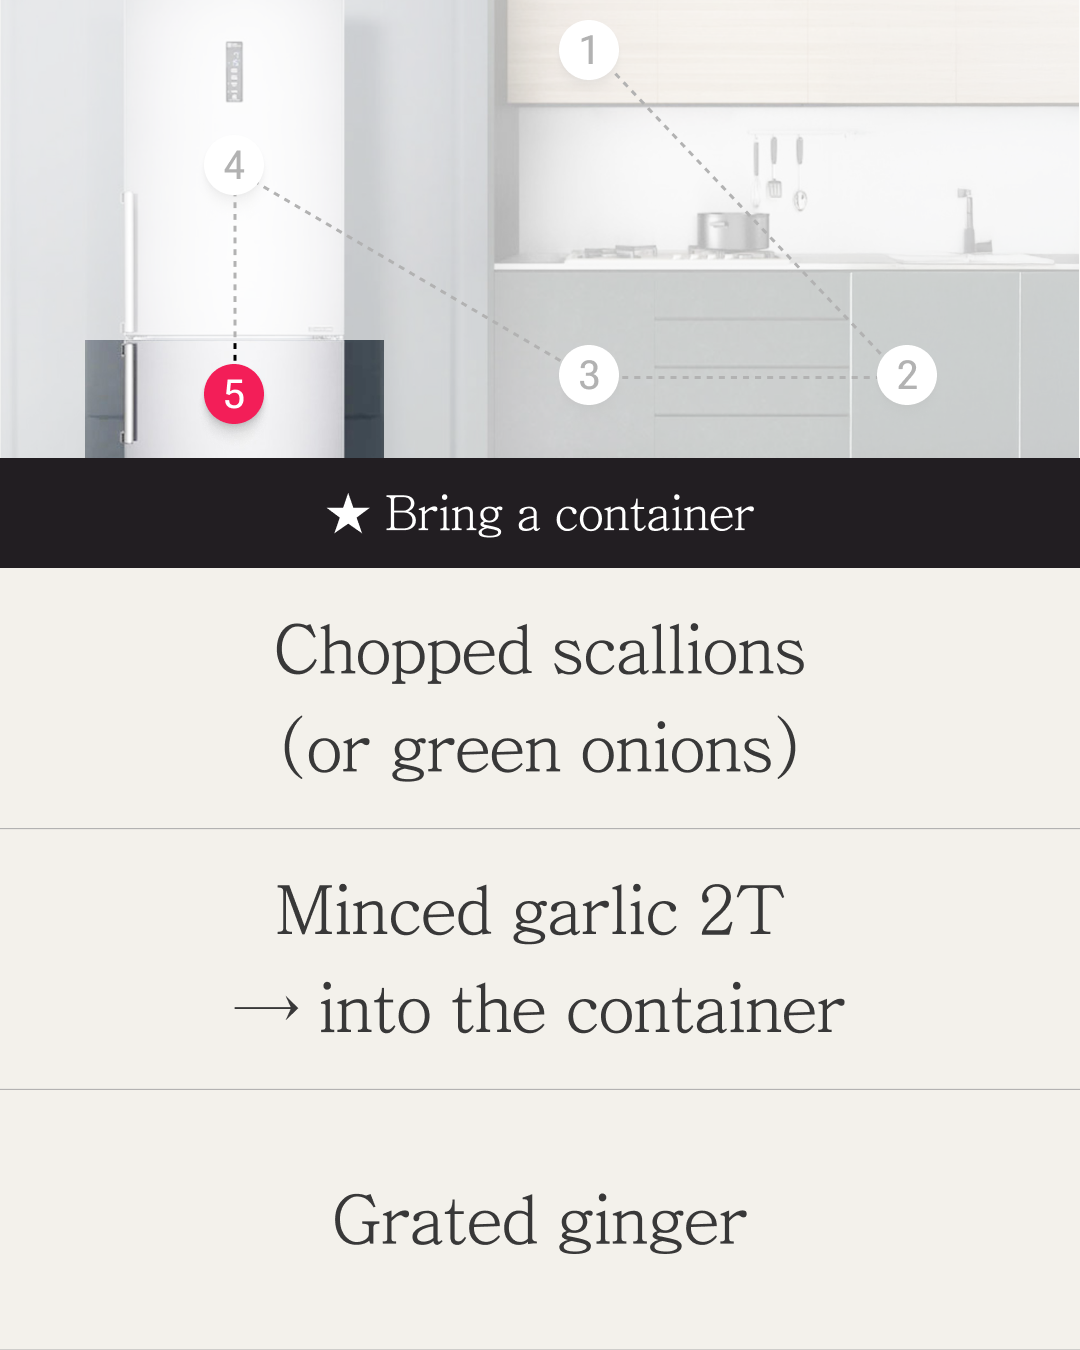 1
4
3
2
5
★ Bring a container
Chopped scallions
(or green onions)
Minced garlic 2T
→ into the container
Grated ginger